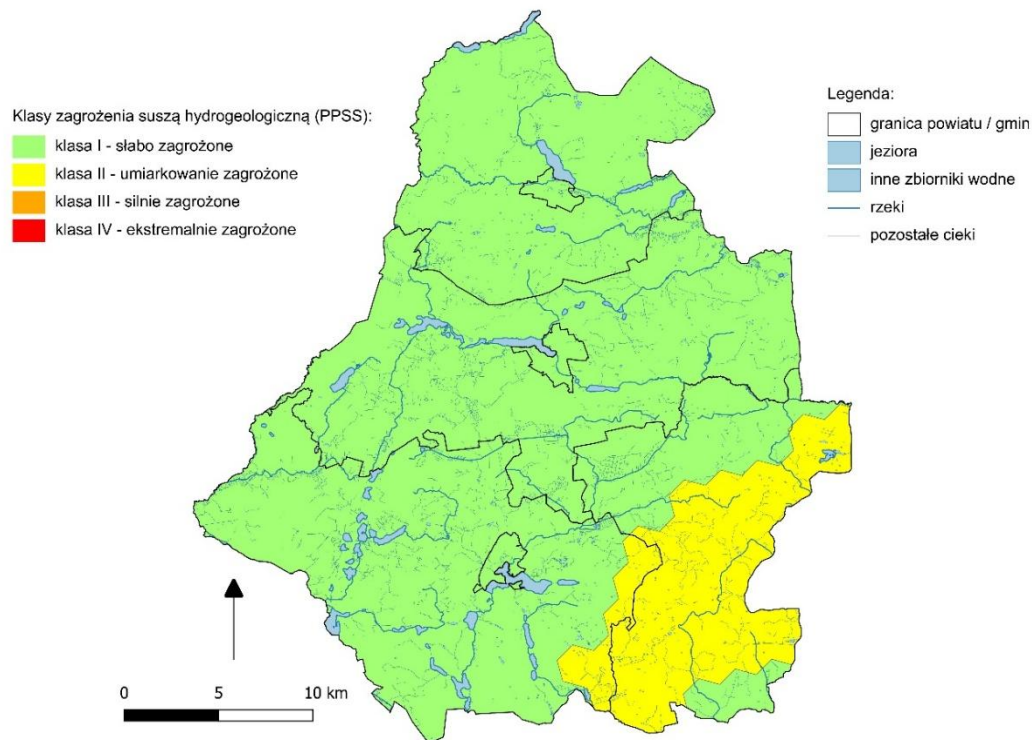 Klasy zagrożenia suszą hydrogeologiczną (PPSS):
klasa I - słabo zagrożone
klasa II - umiarkowanie zagrożone
klasa III - silnie zagrożone
klasa IV - ekstremalnie zagrożone
Legenda:
granica powiatu / gmin
jeziora
inne zbiorniki wodne
rzeki
pozostałe cieki
0 5 10 km